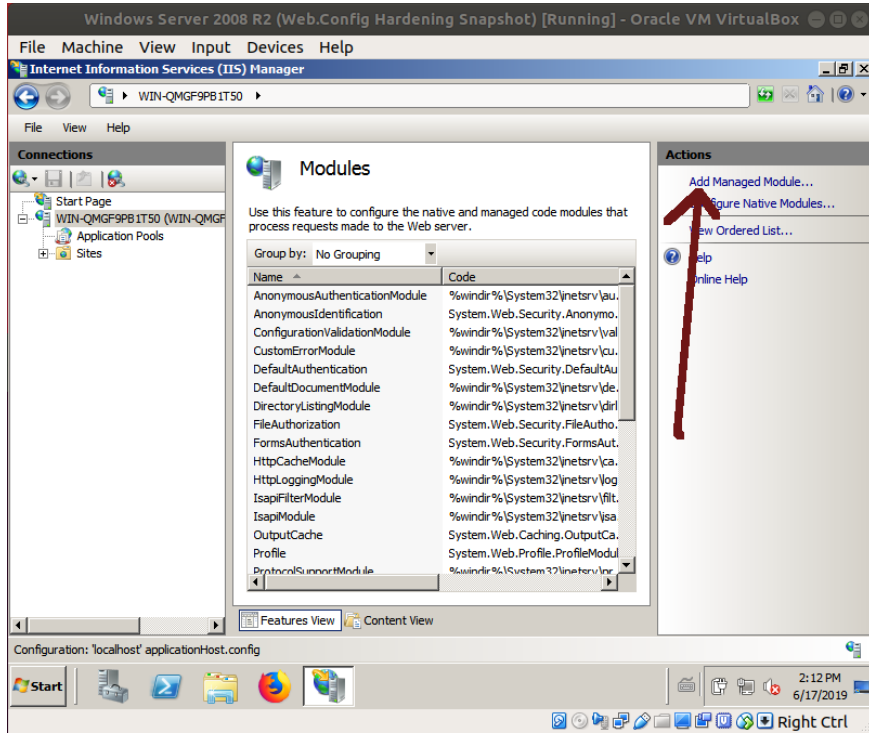 Windows Server 2008 R2 (Web.Config Hardening Snapshot) [Running] - Oracle VM VirtualBox
File Machine View Input Devices Help
Internet Information Services (IIS) Manager
WIN-QMGF9PB1T50
File View Help
Connections
Start Page
WIN-QMGF9PB1T50 (WIN-QMGF
Application Pools
Sites
Modules
Use this feature to configure the native and managed code modules that
process requests made to the Web server.
Group by: No Grouping
Name Code
AnonymousAuthenticationModule %windir%\System32\inetsrv\au.
AnonymousIdentification System.Web.Security.Anonymo.
ConfigurationValidationModule %windir%\System32\inetsrv\val
CustomErrorModule %windir%\System32\inetsrv\cu.
DefaultAuthentication System.Web.Security.DefaultAu
DefaultDocumentModule %windir%\System32\inetsrv\de.
DirectoryListingModule %windir%\System32\inetsrv\dirl
FileAuthorization System.Web.Security.FileAutho.
FormsAuthentication System.Web.Security.FormsAut.
HttpCacheModule %windir%\System32\inetsrv\ca.
HttpLoggingModule %windir%\System32\inetsrv\log
IsapiFilterModule %windir%\System32\inetsrv\filt.
IsapiModule %windir%\System32\inetsrv\isa
OutputCache System.Web.Caching.OutputCa.
Profile System.Web.Profile.ProfileModul
ProtocolSupportModule %windir%\System32\inetsrv\pr.
Features View Content View
Actions
Add Managed Module...
Native Modules...
View Ordered List...
Help
Online Help
Configuration: 'localhost' applicationHost.config
Start
2:12 PM
6/17/2019
Right Ctrl